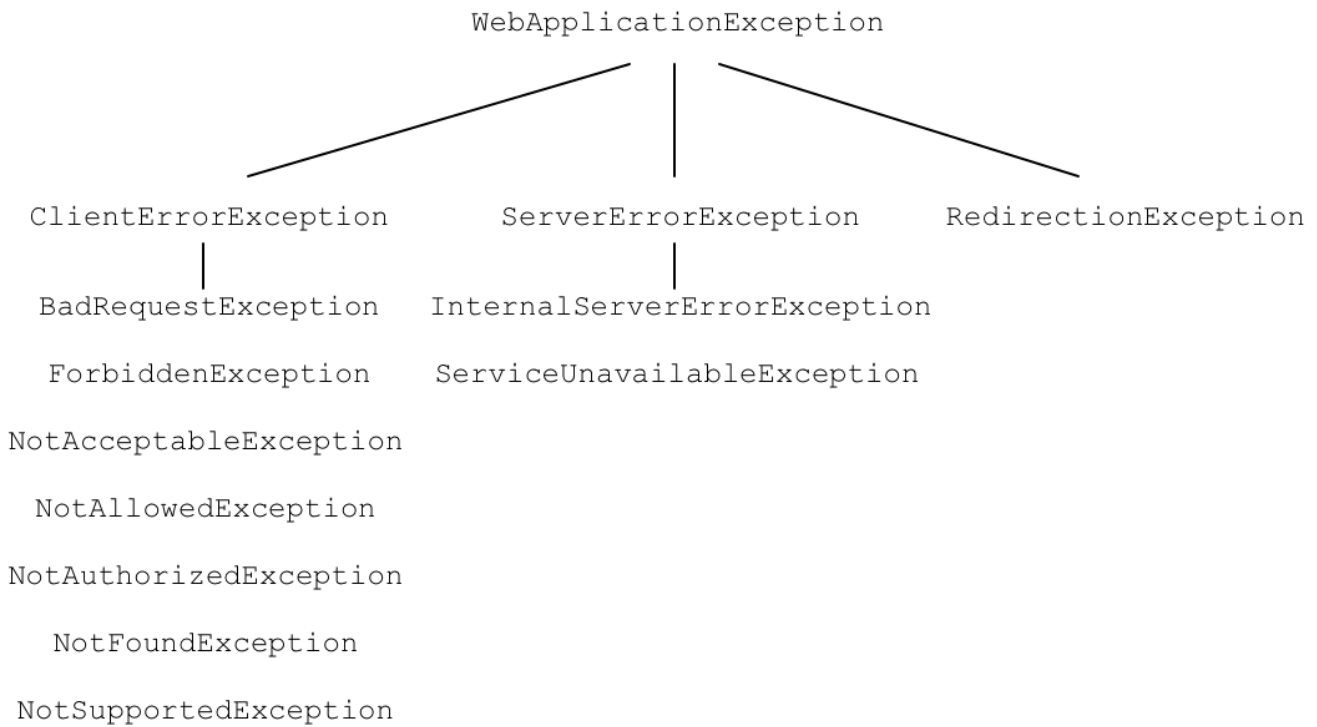 WebApplicationException
ClientErrorException ServerErrorException RedirectionException
BadRequestException InternalServerErrorException
ForbiddenException ServiceUnavailableException
NotAcceptableException
NotAllowedException
NotAuthorizedException
NotFoundException
NotSupportedException